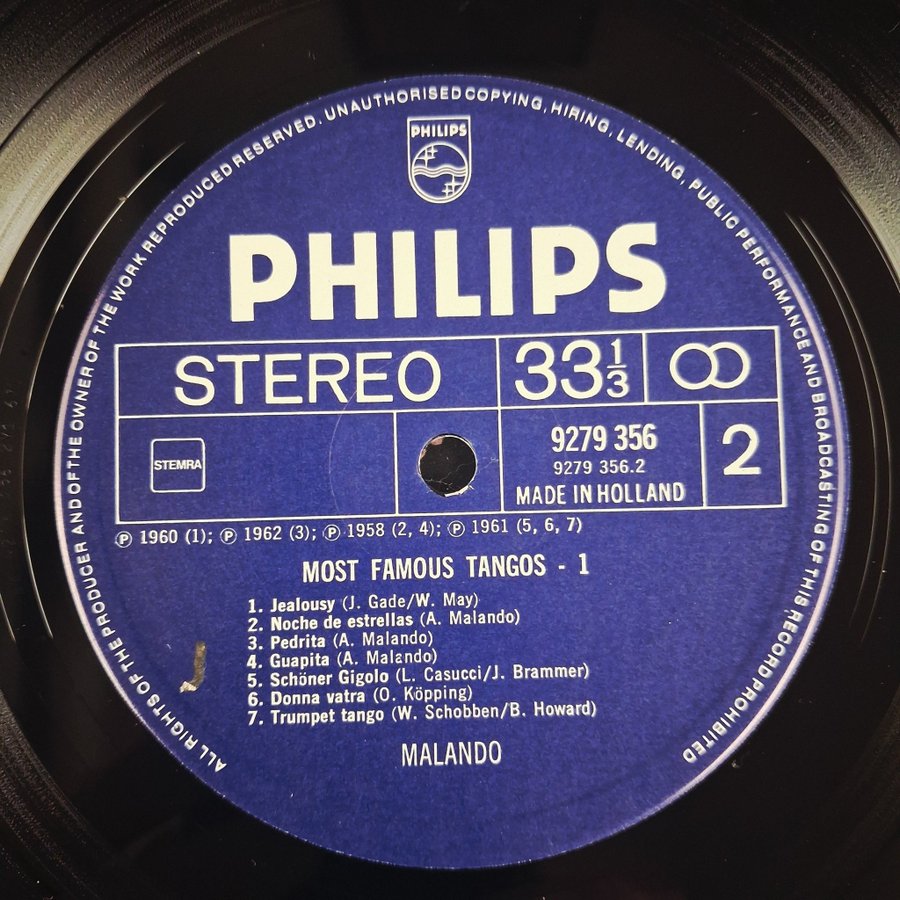 ALL RIGHTS OF THE PRODUCER AND OF THE OWNER OF THE WORK REPRODUCED RESERVED. UNAUTHORISED COPYING, HIRING, LENDING, PUBLIC PERFORMANCE AND BROADCASTING OF THIS RECORD PROHIBITED
PHILIPS
PHILIPS
STEREO 33 1/3
STEMRA
9279 356
9279 356.2
MADE IN HOLLAND
2
℗ 1960 (1); ℗ 1962 (3); ℗ 1958 (2, 4); ℗ 1961 (5, 6, 7)
MOST FAMOUS TANGOS - 1
1. Jealousy (J. Gade/W. May)
2. Noche de estrellas (A. Malando)
3. Pedrita (A. Malando)
4. Guapita (A. Malando)
5. Schöner Gigolo (L. Casucci/J. Brammer)
6. Donna vatra (O. Köpping)
7. Trumpet tango (W. Schobben/B. Howard)
MALANDO